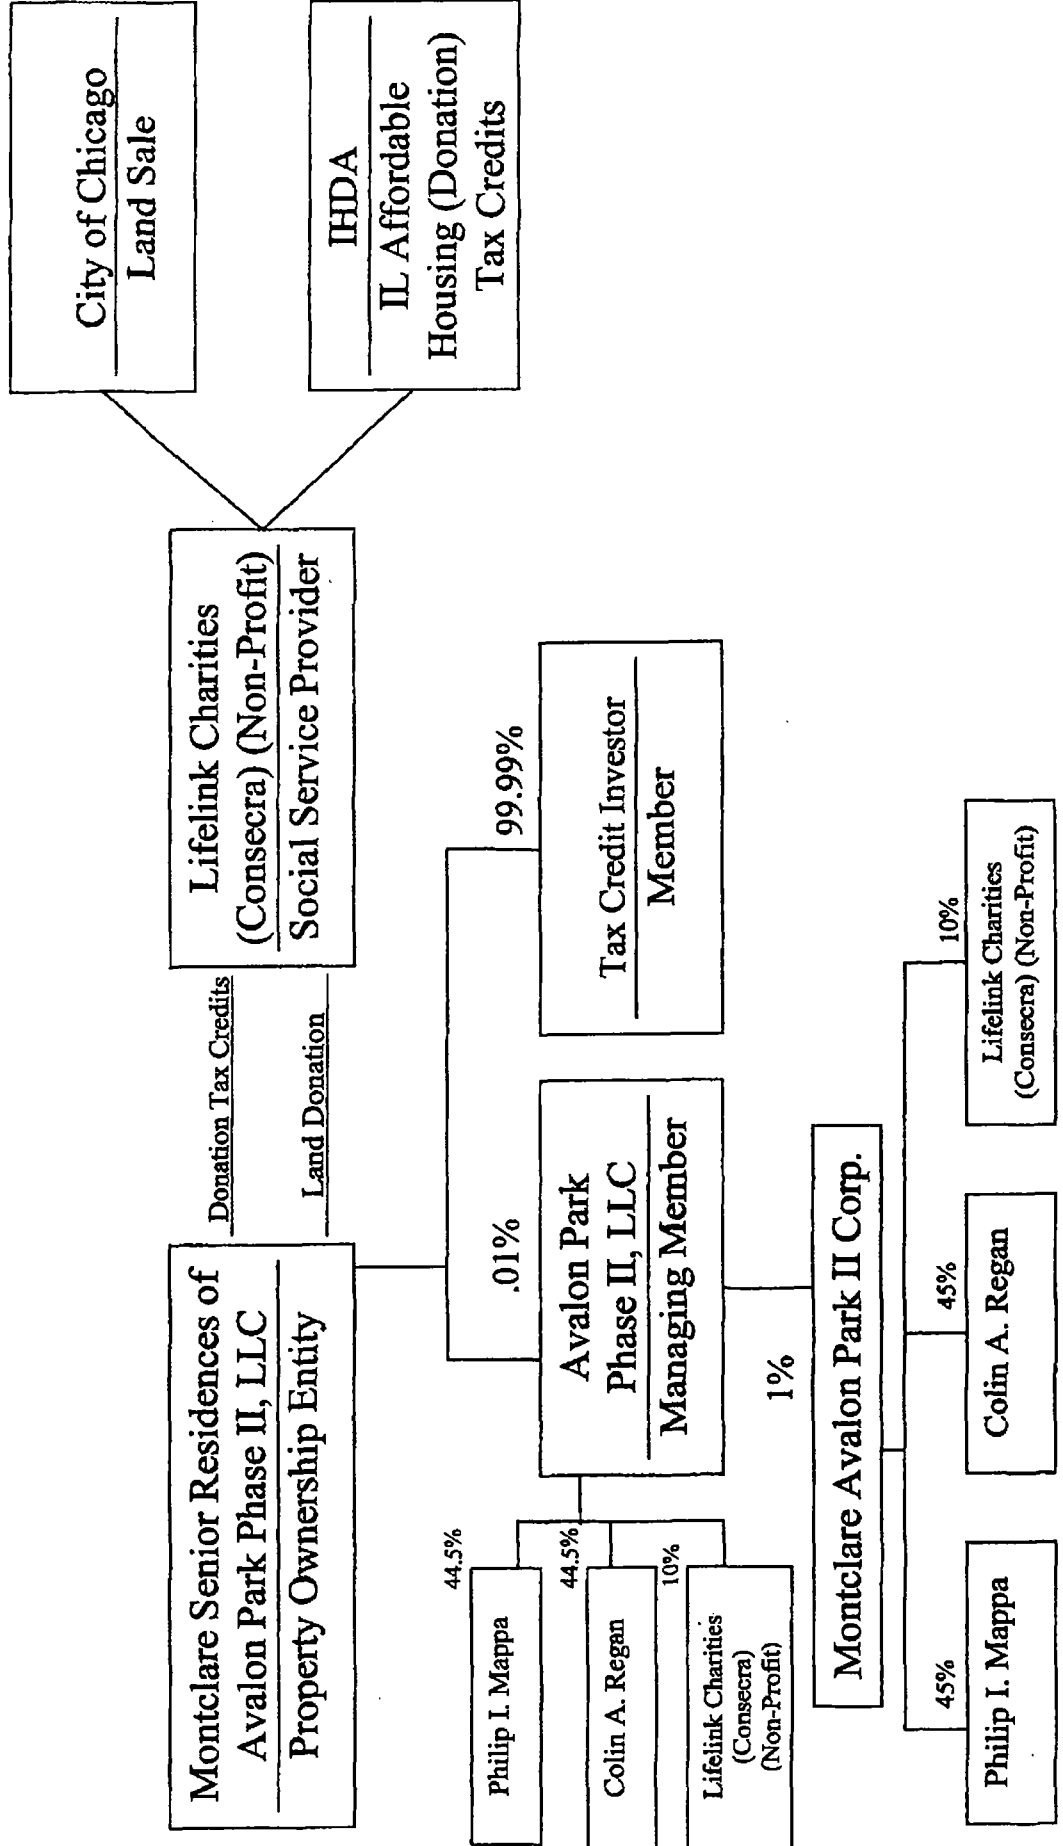 City of Chicago
Land Sale
IHDA
IL Affordable
Housing (Donation)
Tax Credits
Lifelink Charities
(Consecra) (Non-Profit)
Social Service Provider
Donation Tax Credits
Land Donation
Montclare Senior Residences of
Avalon Park Phase II, LLC
Property Ownership Entity
.01%
99.99%
Avalon Park
Phase II, LLC
Managing Member
Tax Credit Investor
Member
44.5%
Philip I. Mappa
44.5%
Colin A. Regan
10%
Lifelink Charities
(Consecra)
(Non-Profit)
1%
Montclare Avalon Park II Corp.
45%
Philip I. Mappa
45%
Colin A. Regan
10%
Lifelink Charities
(Consecra) (Non-Profit)